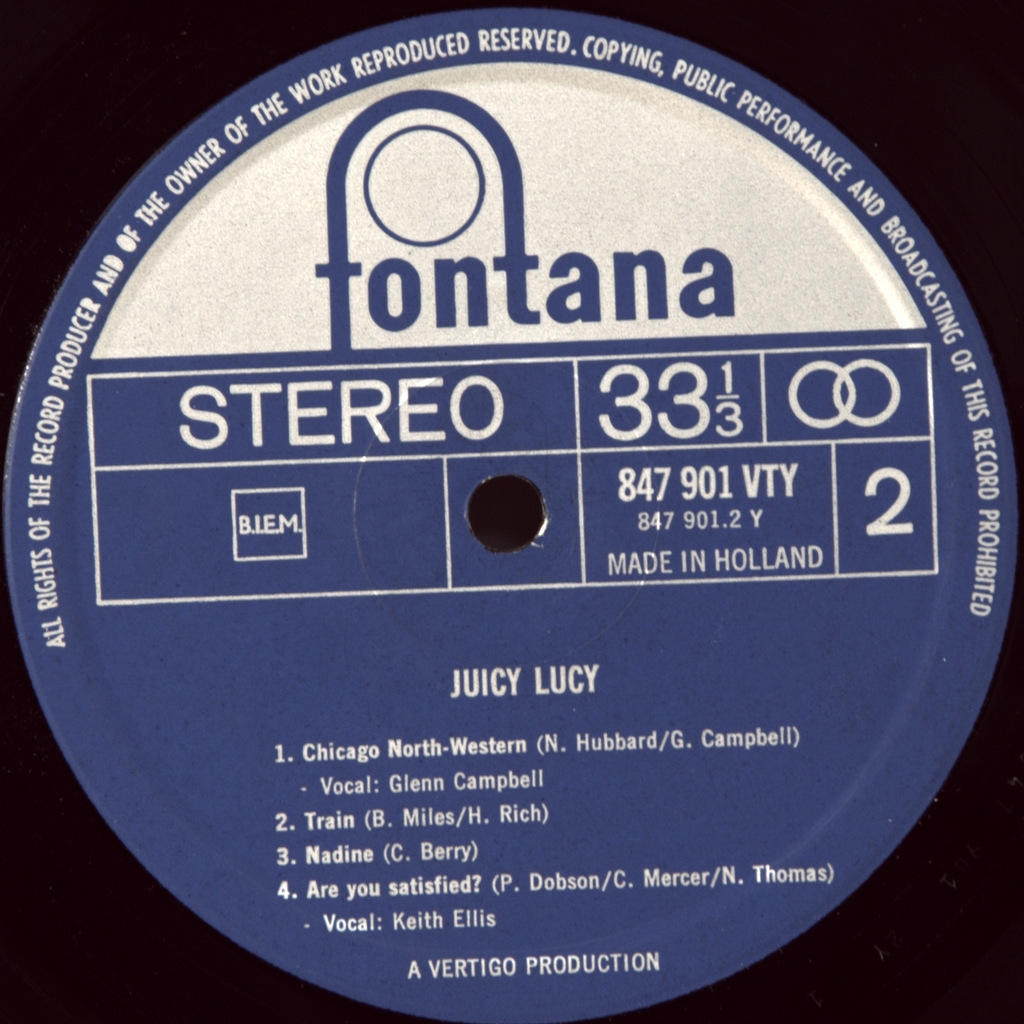 ALL RIGHTS OF THE RECORD PRODUCER AND OF THE OWNER OF THE WORK REPRODUCED RESERVED. COPYING, PUBLIC PERFORMANCE AND BROADCASTING OF THIS RECORD PROHIBITED
fontana
STEREO 33 1/3
B.I.E.M.
847 901 VTY
847 901.2 Y
MADE IN HOLLAND
2
JUICY LUCY
1. Chicago North-Western (N. Hubbard/G. Campbell)
- Vocal: Glenn Campbell
2. Train (B. Miles/H. Rich)
3. Nadine (C. Berry)
4. Are you satisfied? (P. Dobson/C. Mercer/N. Thomas)
- Vocal: Keith Ellis
A VERTIGO PRODUCTION